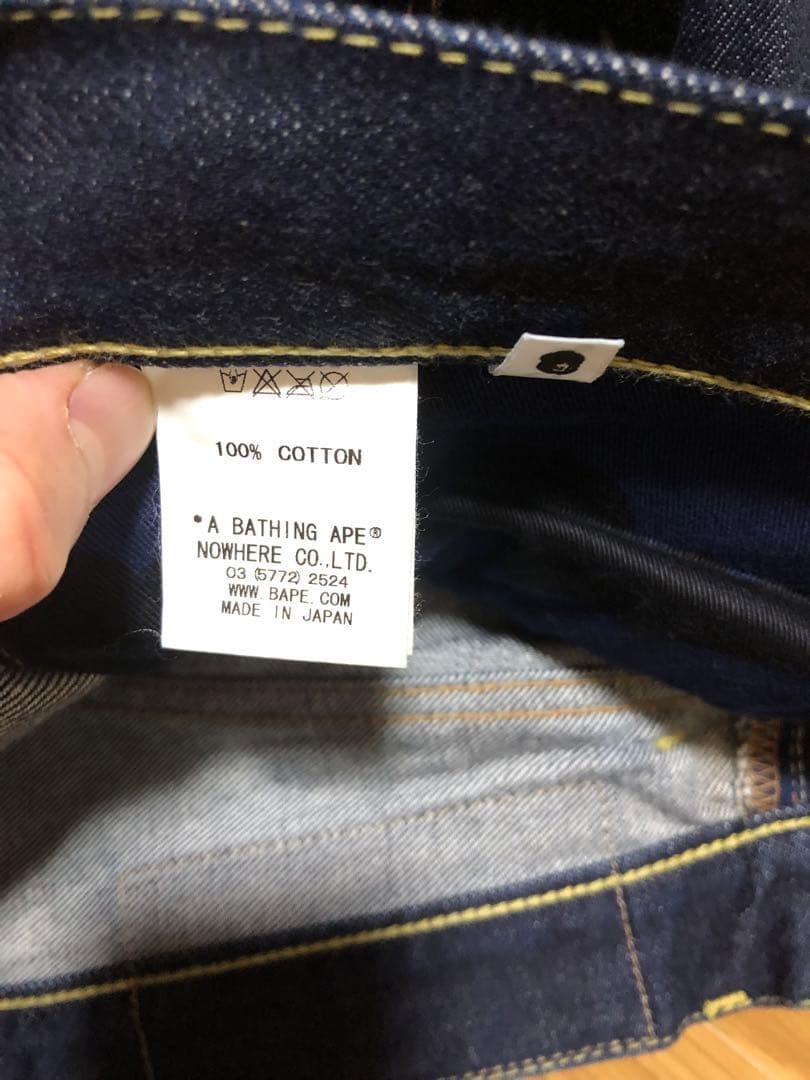 100% COTTON
*A BATHING APE®
NOWHERE CO.,LTD.
03 (5772) 2524
WWW.BAPE.COM
MADE IN JAPAN